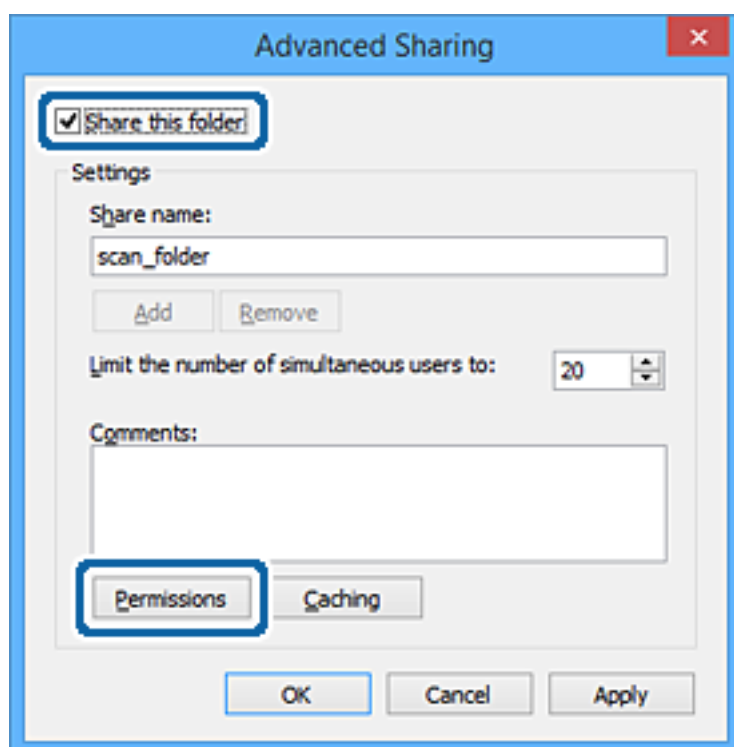 Advanced Sharing
Share this folder
Settings
Share name:
scan_folder
Add Remove
Limit the number of simultaneous users to: 20
Comments:
Permissions Caching
OK Cancel Apply